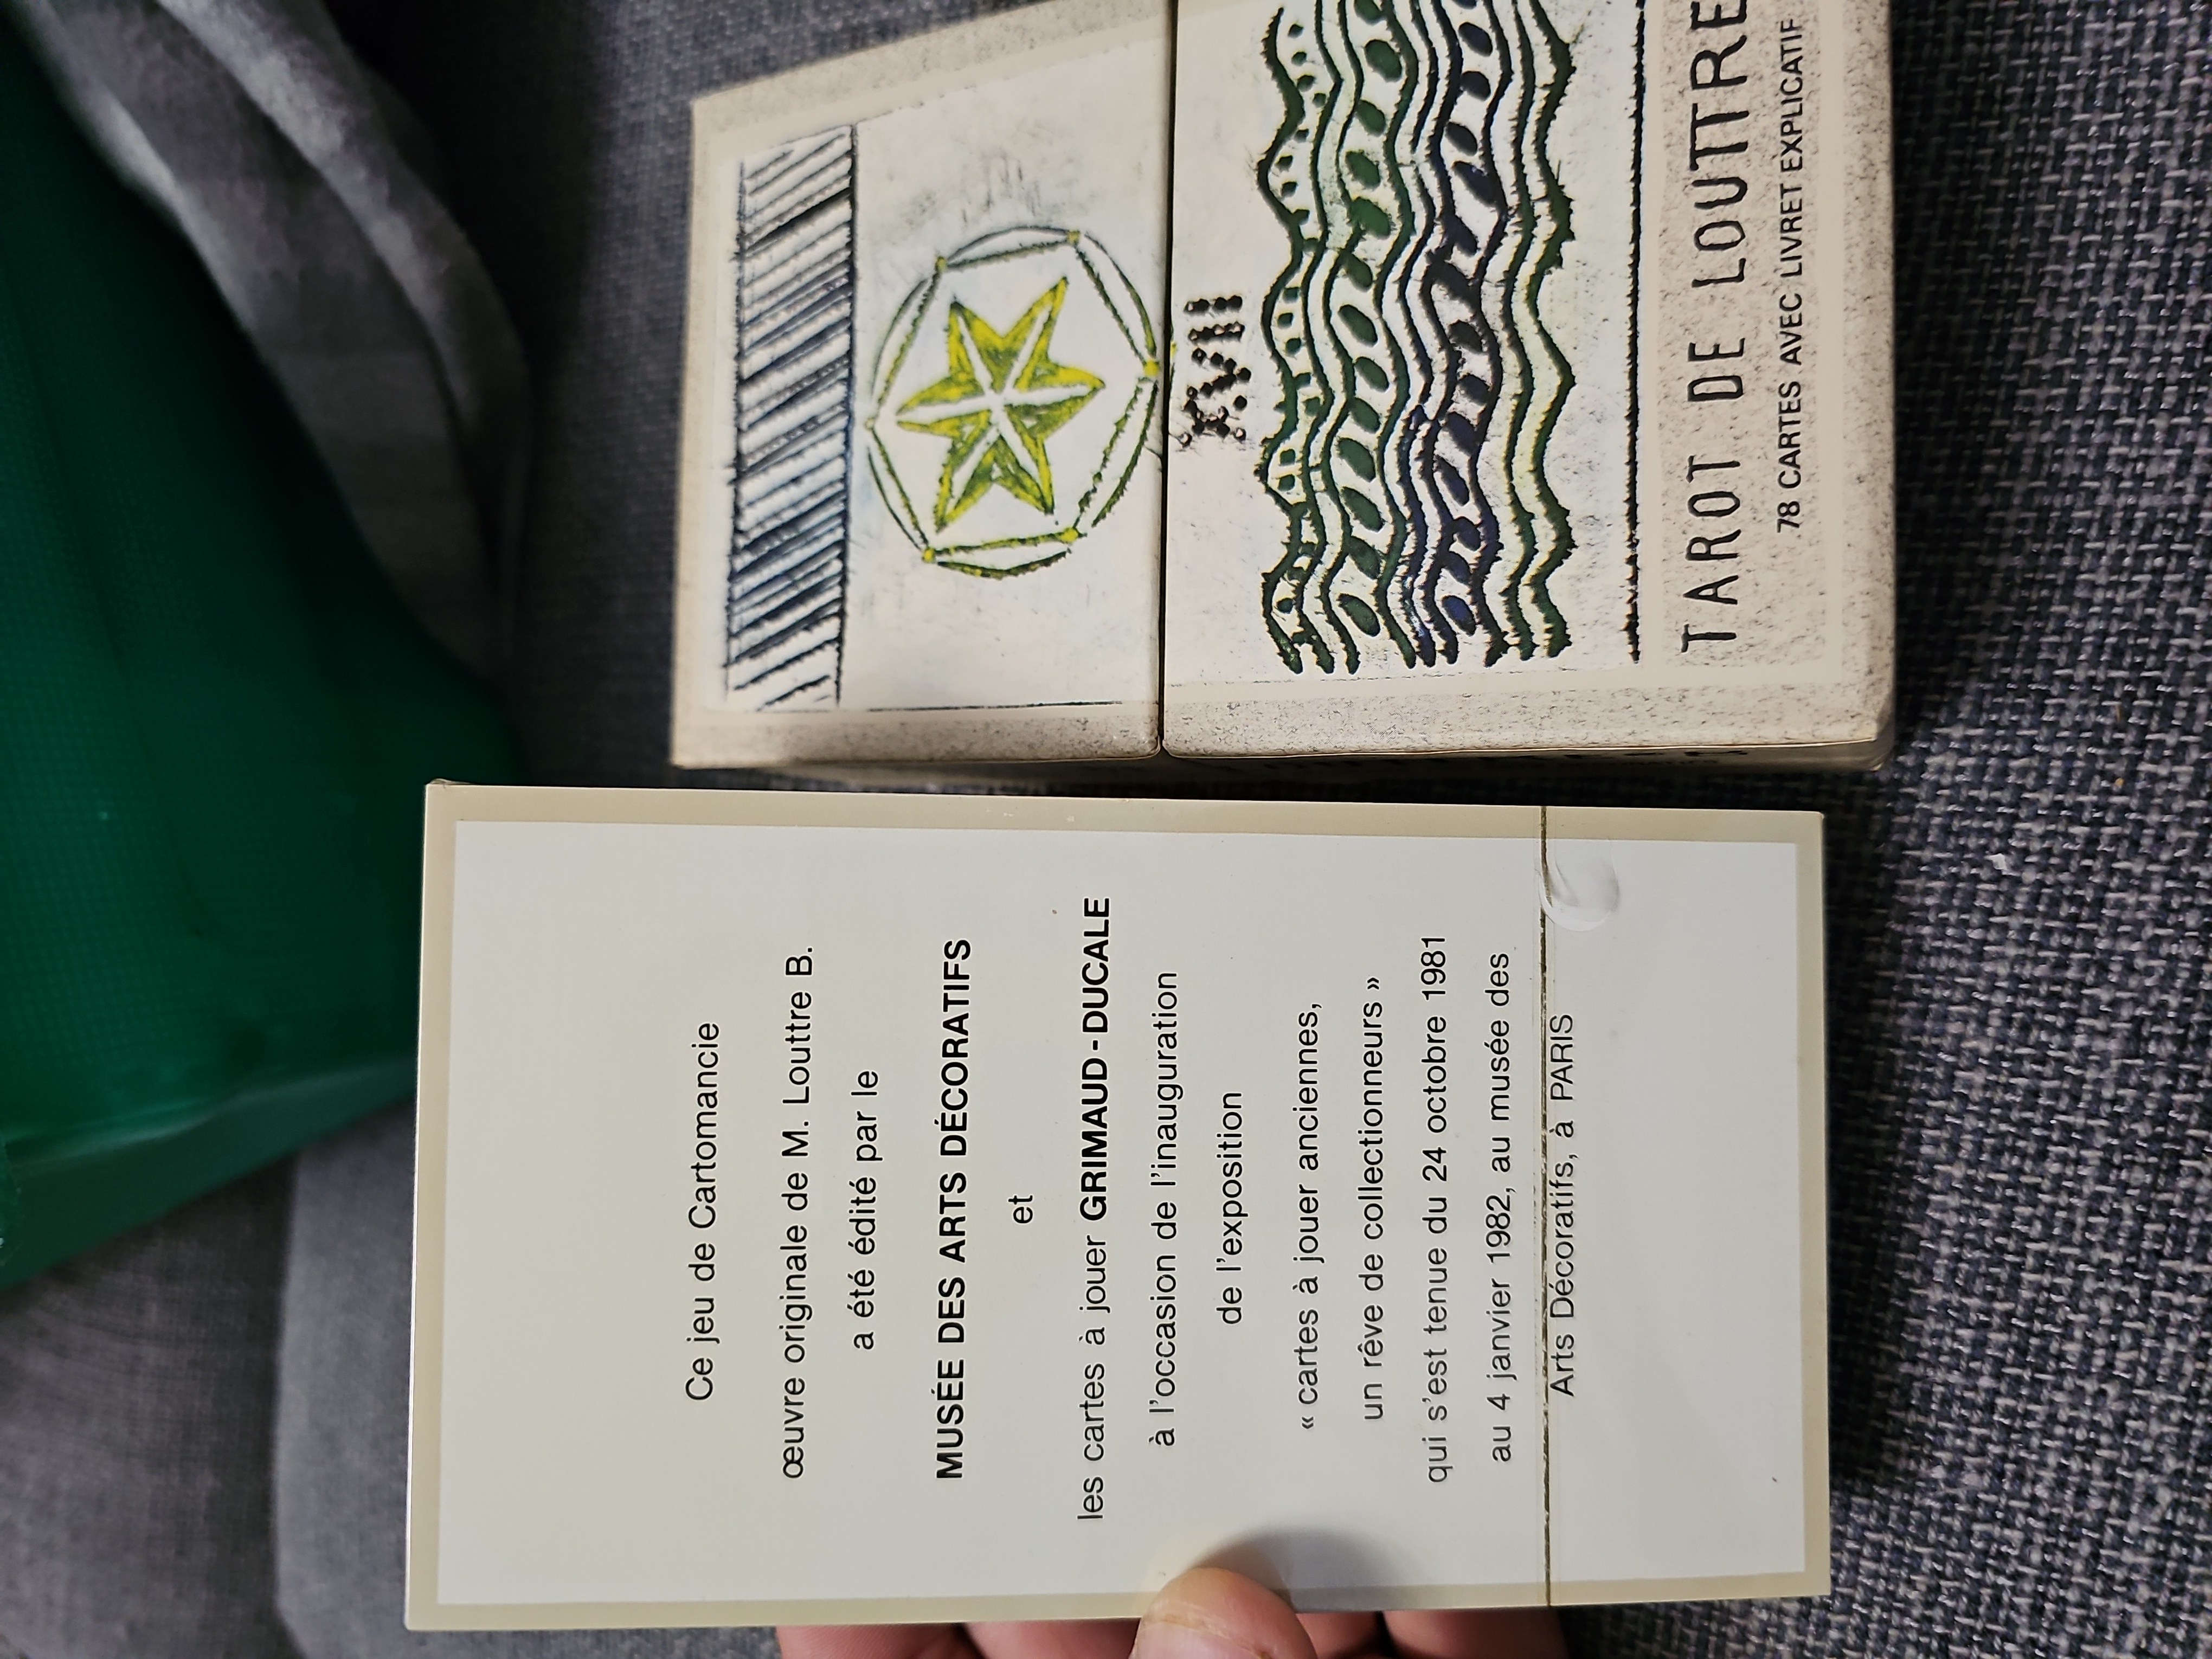 XVII
TAROT DE LOUTTRE
78 CARTES AVEC LIVRET EXPLICATIF
Ce jeu de Cartomancie
œuvre originale de M. Louttre B.
a été édité par le
MUSÉE DES ARTS DÉCORATIFS
et
les cartes à jouer GRIMAUD-DUCALE
à l'occasion de l'inauguration
de l'exposition
« cartes à jouer anciennes,
un rêve de collectionneurs »
qui s'est tenue du 24 octobre 1981
au 4 janvier 1982, au musée des
Arts Décoratifs, à PARIS